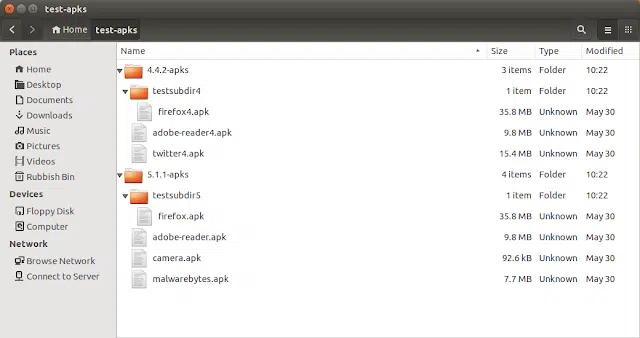 test-apks
Home test-apks
Places
Home
Desktop
Documents
Downloads
Music
Pictures
Videos
Rubbish Bin
Devices
Floppy Disk
Computer
Network
Browse Network
Connect to Server
Name Size Type Modified
4.4.2-apks 3 items Folder 10:22
testsubdir4 1 item Folder 10:22
firefox4.apk 35.8 MB Unknown May 30
adobe-reader4.apk 9.8 MB Unknown May 30
twitter4.apk 15.4 MB Unknown May 30
5.1.1-apks 4 items Folder 10:22
testsubdir5 1 item Folder 10:22
firefox.apk 35.8 MB Unknown May 30
adobe-reader.apk 9.8 MB Unknown May 30
camera.apk 92.6 kB Unknown May 30
malwarebytes.apk 7.7 MB Unknown May 30